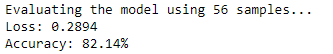 Evaluating the model using 56 samples...
Loss: 0.2894
Accuracy: 82.14%